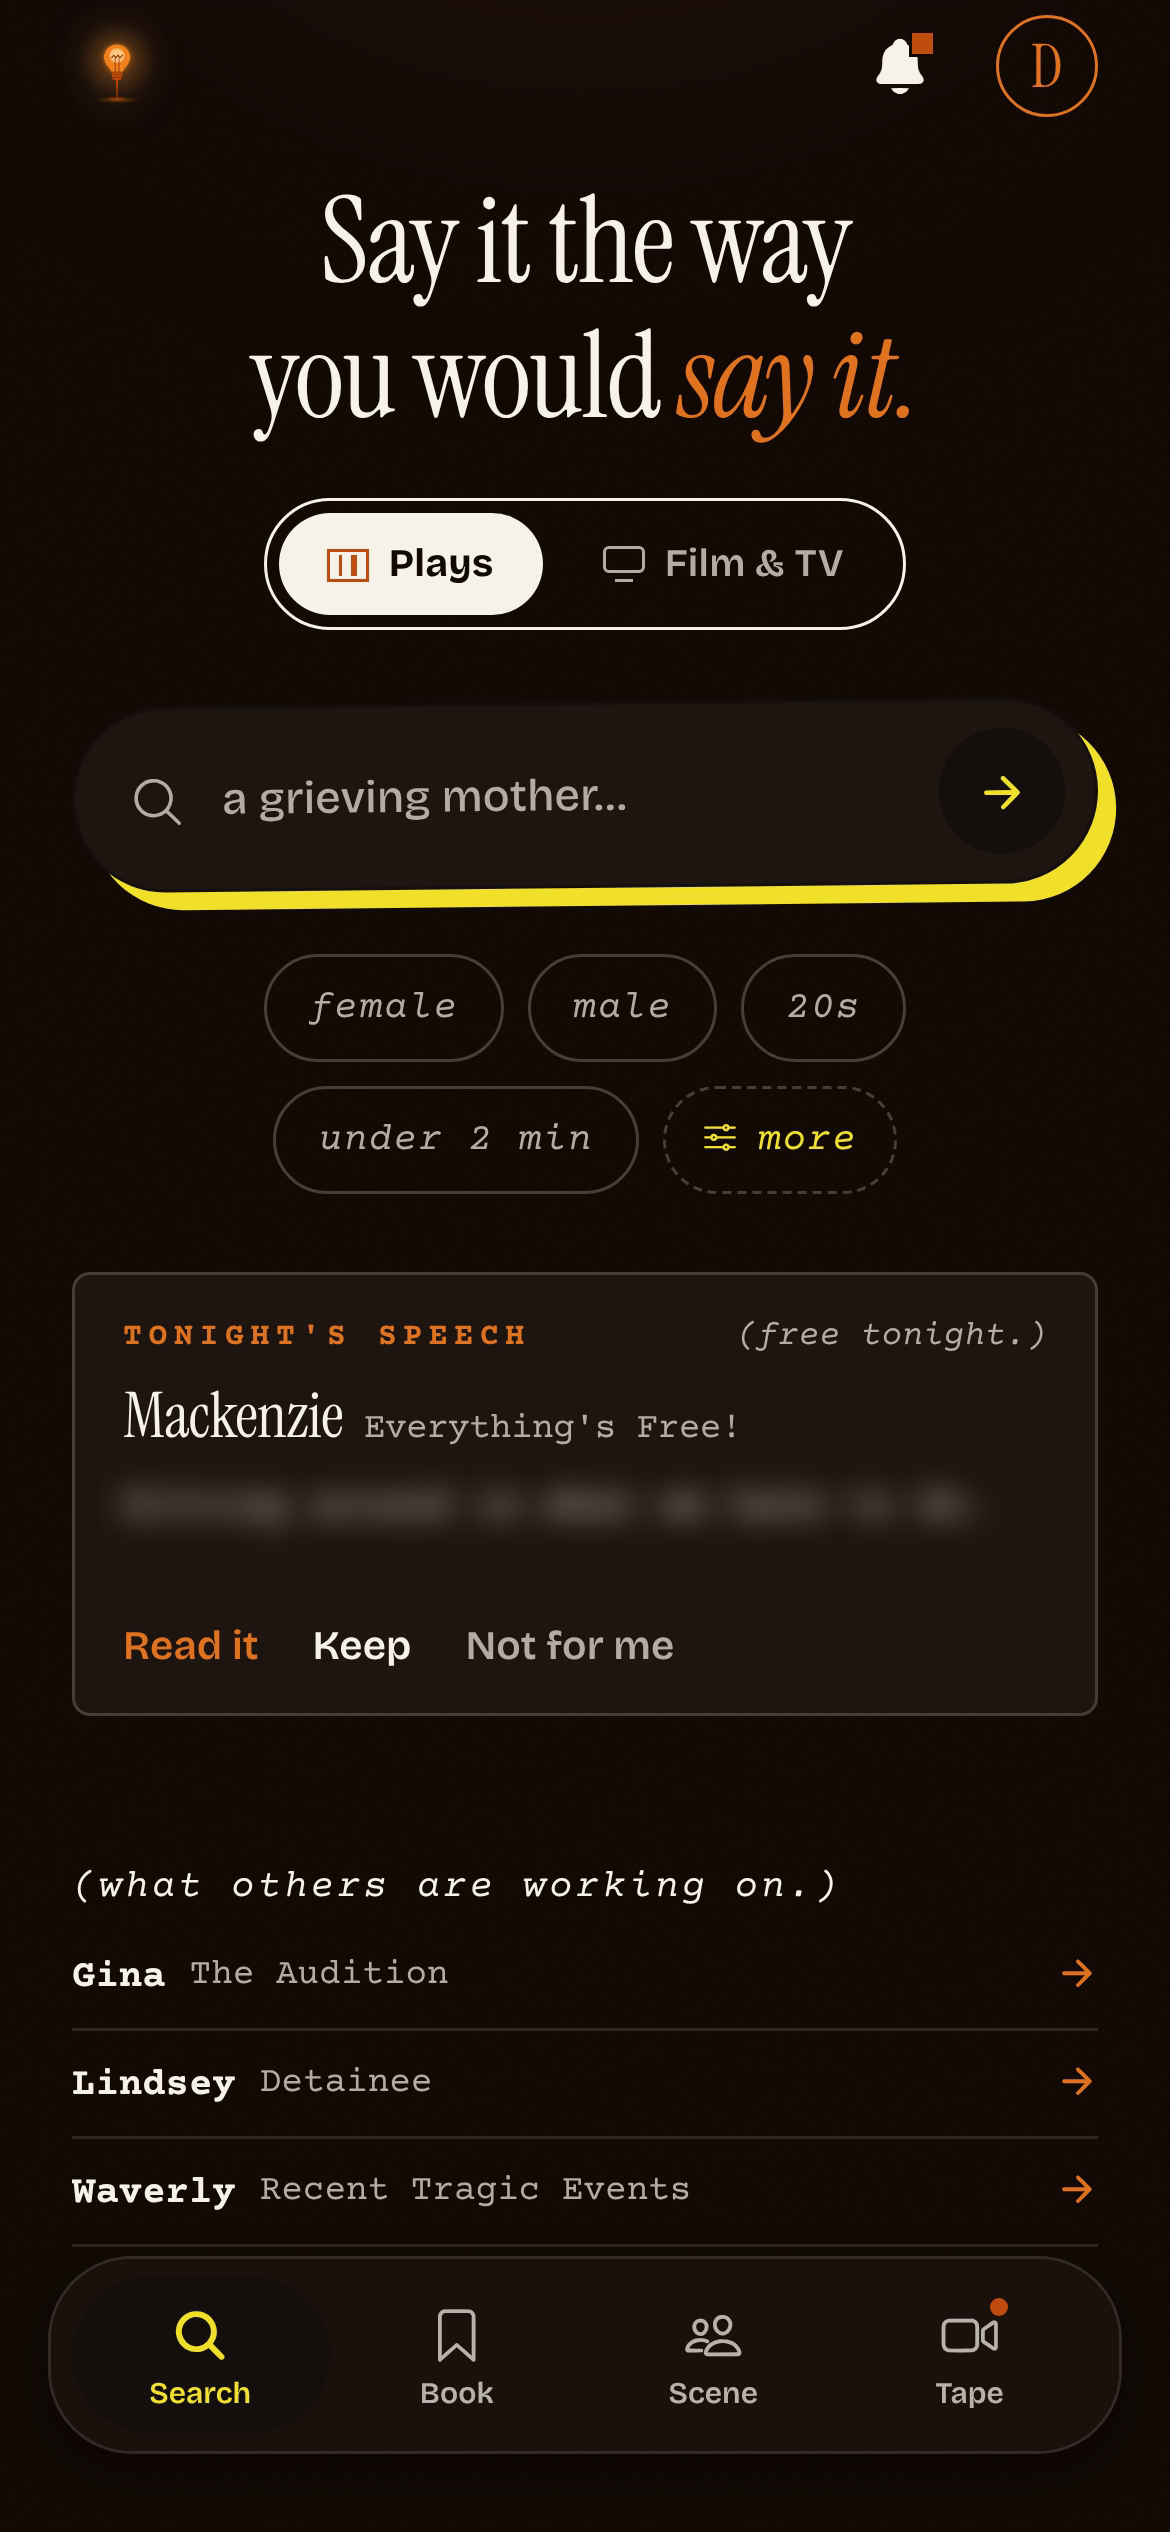 D
Say it the way
you would say it.
Plays Film & TV
a grieving mother...
female male 20s
under 2 min more
TONIGHT'S SPEECH (free tonight.)
Mackenzie Everything's Free!
Read it Keep Not for me
(what others are working on.)
Gina The Audition
Lindsey Detainee
Waverly Recent Tragic Events
Search Book Scene Tape